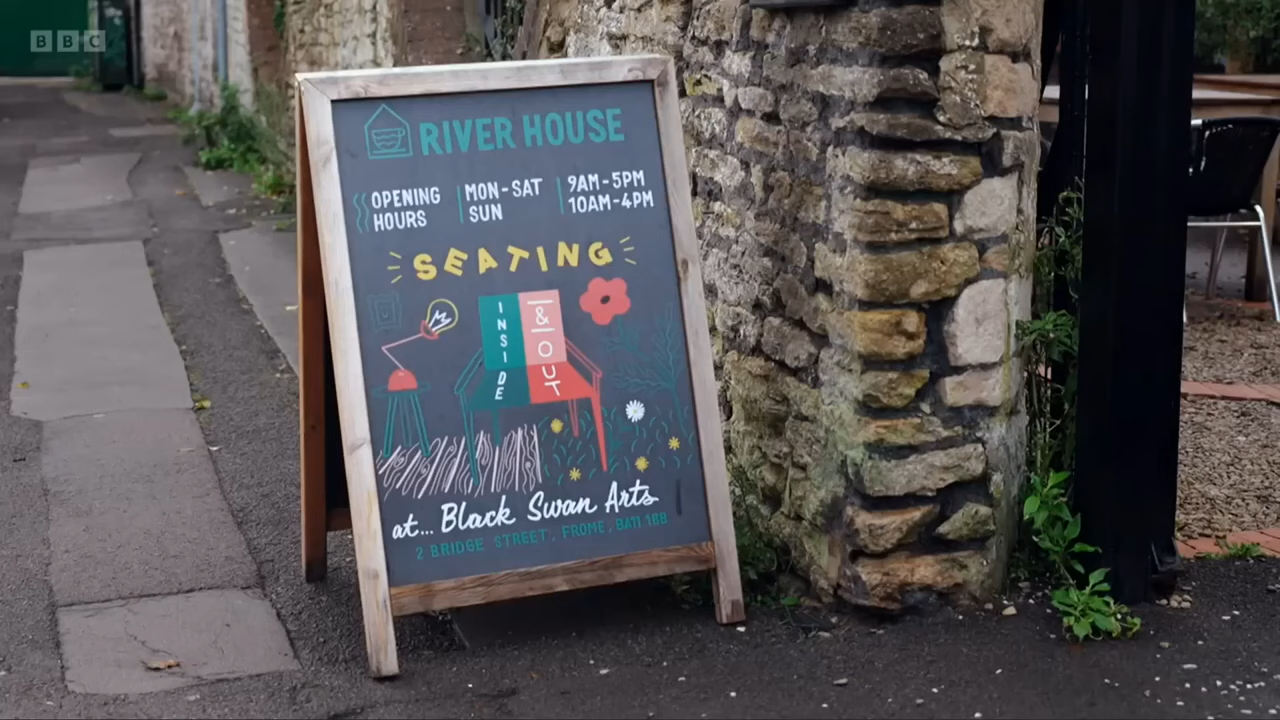 BBC
RIVER HOUSE
OPENING HOURS
MON-SAT 9AM-5PM
SUN 10AM-4PM
SEATING
INSIDE
& OUT
at... Black Swan Arts
2 BRIDGE STREET, FROME, BA11 1BB